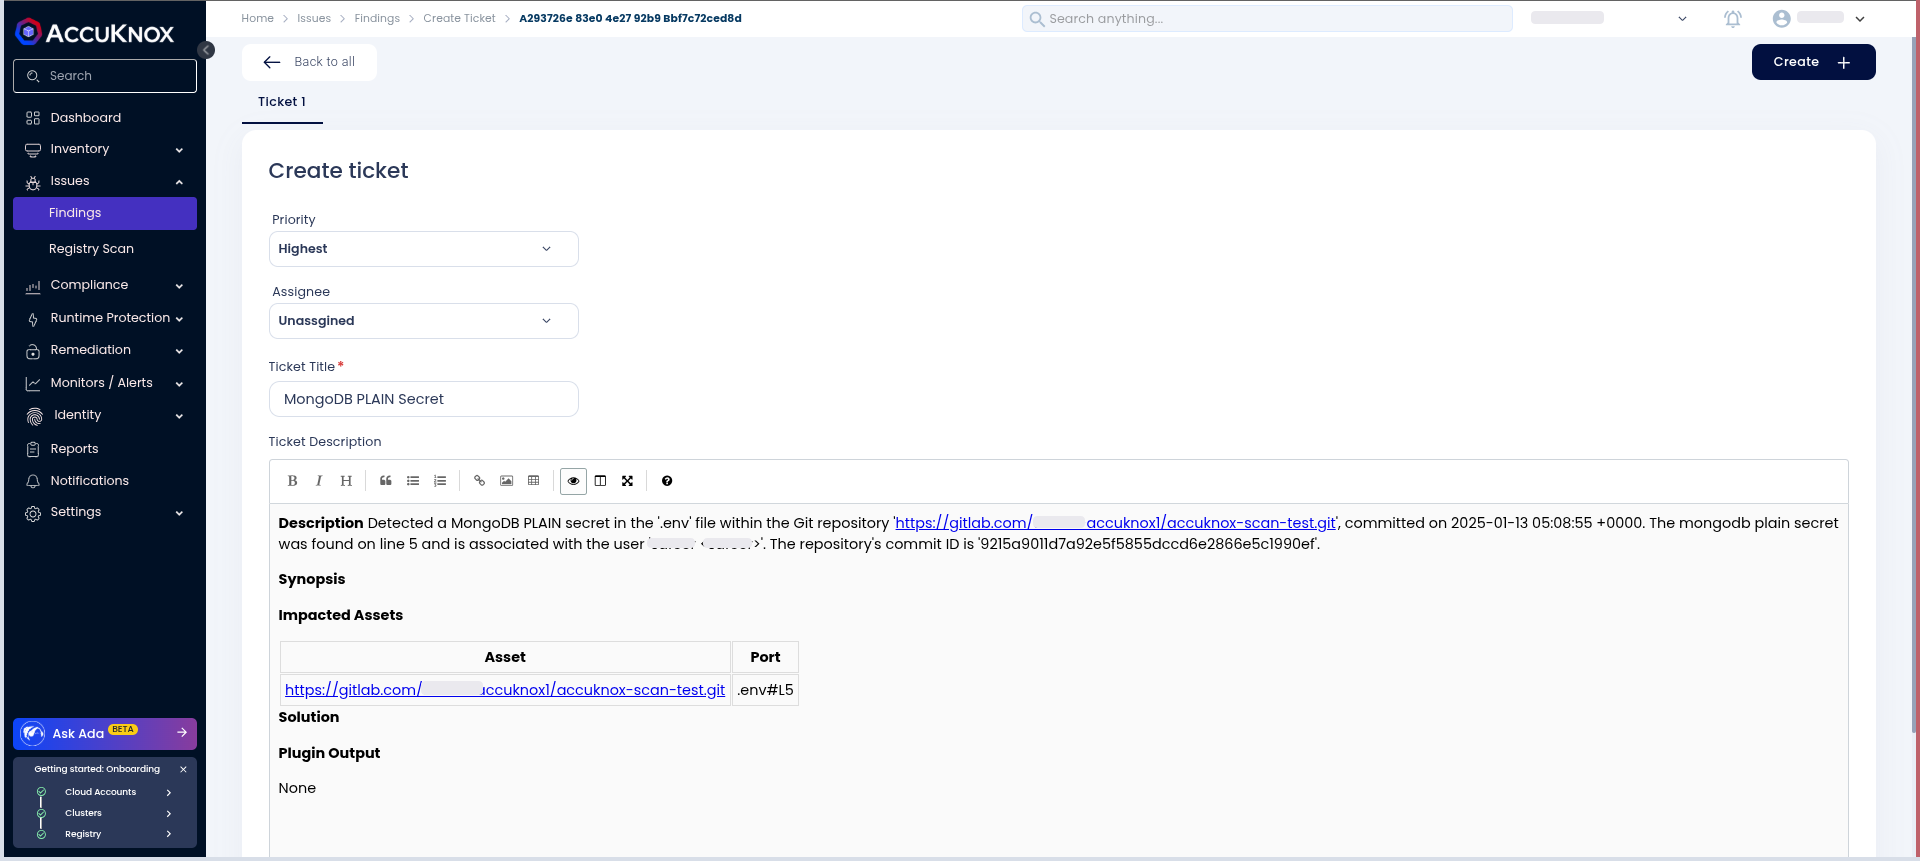 Home > Issues > Findings > Create Ticket > A293726e 83e0 4e27 92b9 Bbf7c72ced8d
Search anything...
ACCUKNOX
Search
Dashboard
Inventory
Issues
Findings
Registry Scan
Compliance
Runtime Protection
Remediation
Monitors / Alerts
Identity
Reports
Notifications
Settings
Ask Ada BETA
Getting started: Onboarding
Cloud Accounts
Clusters
Registry
Back to all
Create
Ticket 1
Create ticket
Priority
Highest
Assignee
Unassgined
Ticket Title*
MongoDB PLAIN Secret
Ticket Description
B I H
Description Detected a MongoDB PLAIN secret in the '.env' file within the Git repository 'https://gitlab.com/ accuknox1/accuknox-scan-test.git', committed on 2025-01-13 05:08:55 +0000. The mongodb plain secret
was found on line 5 and is associated with the user >'. The repository's commit ID is '9215a9011d7a92e5f5855dccd6e2866e5c1990ef'.
Synopsis
Impacted Assets
Asset Port
https://gitlab.com/ accuknox1/accuknox-scan-test.git .env#L5
Solution
Plugin Output
None